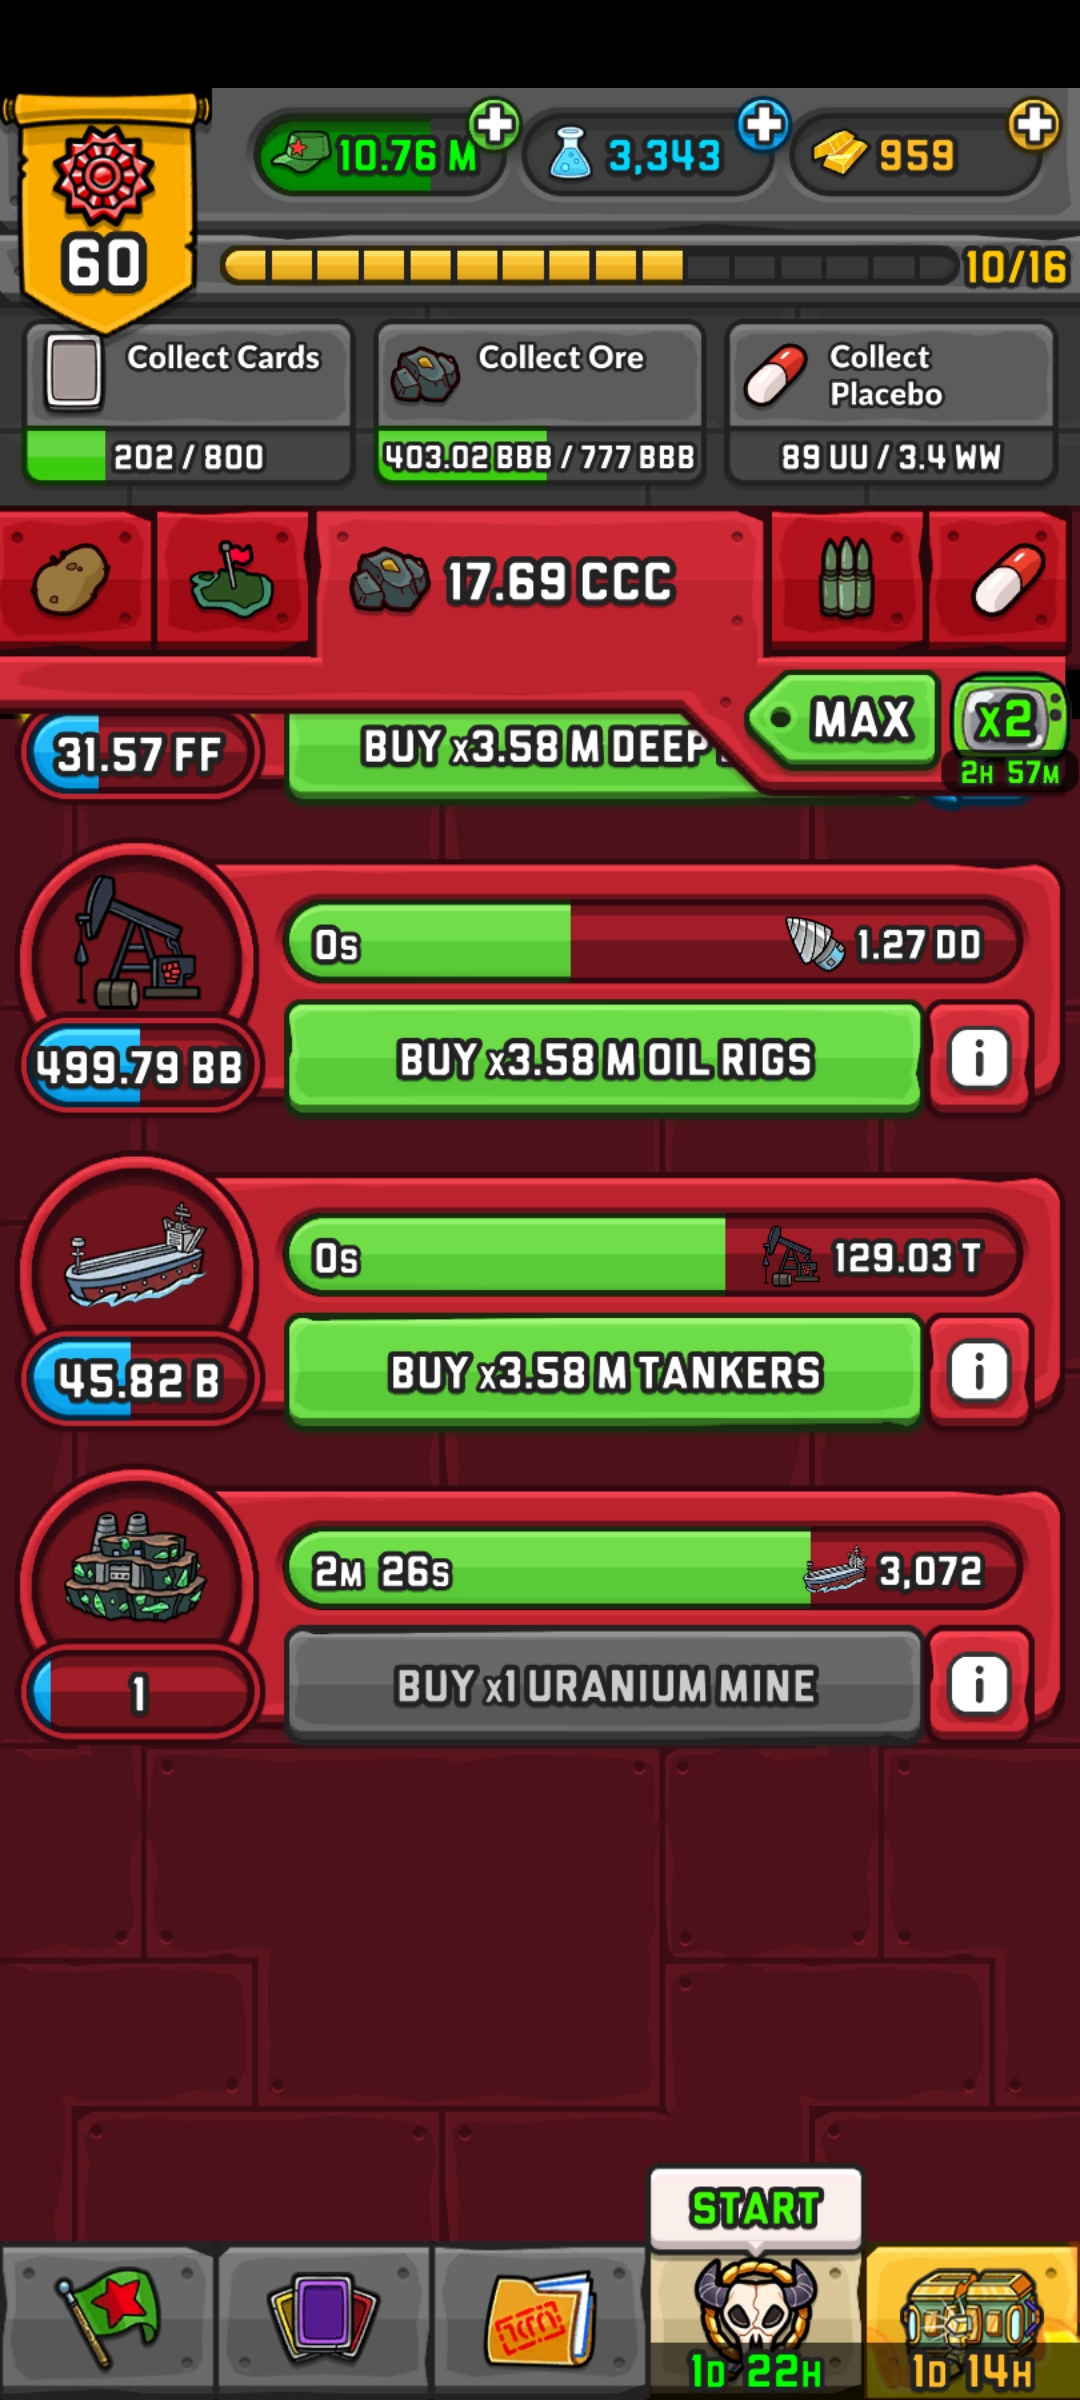 10.76 M
3,343
959
60
10/16
Collect Cards
202 / 800
Collect Ore
403.02 BBB / 777 BBB
Collect
Placebo
89 UU / 3.4 WW
17.69 CCC
MAX
x2
2H 57M
31.57 FF
BUY x3.58 M DEEP
0s
1.27 DD
499.79 BB
BUY x3.58 M OIL RIGS
i
0s
129.03 T
45.82 B
BUY x3.58 M TANKERS
i
2M 26s
3,072
1
BUY x1 URANIUM MINE
i
START
1D 22H
1D 14H